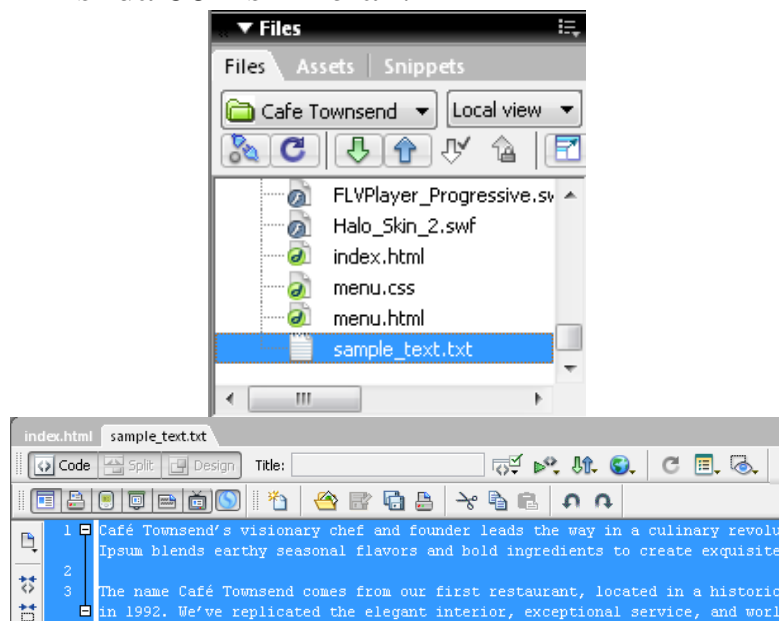 Files
Files Assets Snippets
Cafe Townsend Local view
FLVPlayer_Progressive.sw
Halo_Skin_2.swf
index.html
menu.css
menu.html
sample_text.txt
index.html sample_text.txt
Code Split Design Title:
1 Café Townsend's visionary chef and founder leads the way in a culinary revolu
Ipsum blends earthy seasonal flavors and bold ingredients to create exquisite
2
3 The name Café Townsend comes from our first restaurant, located in a historic
in 1992. We've replicated the elegant interior, exceptional service, and worl